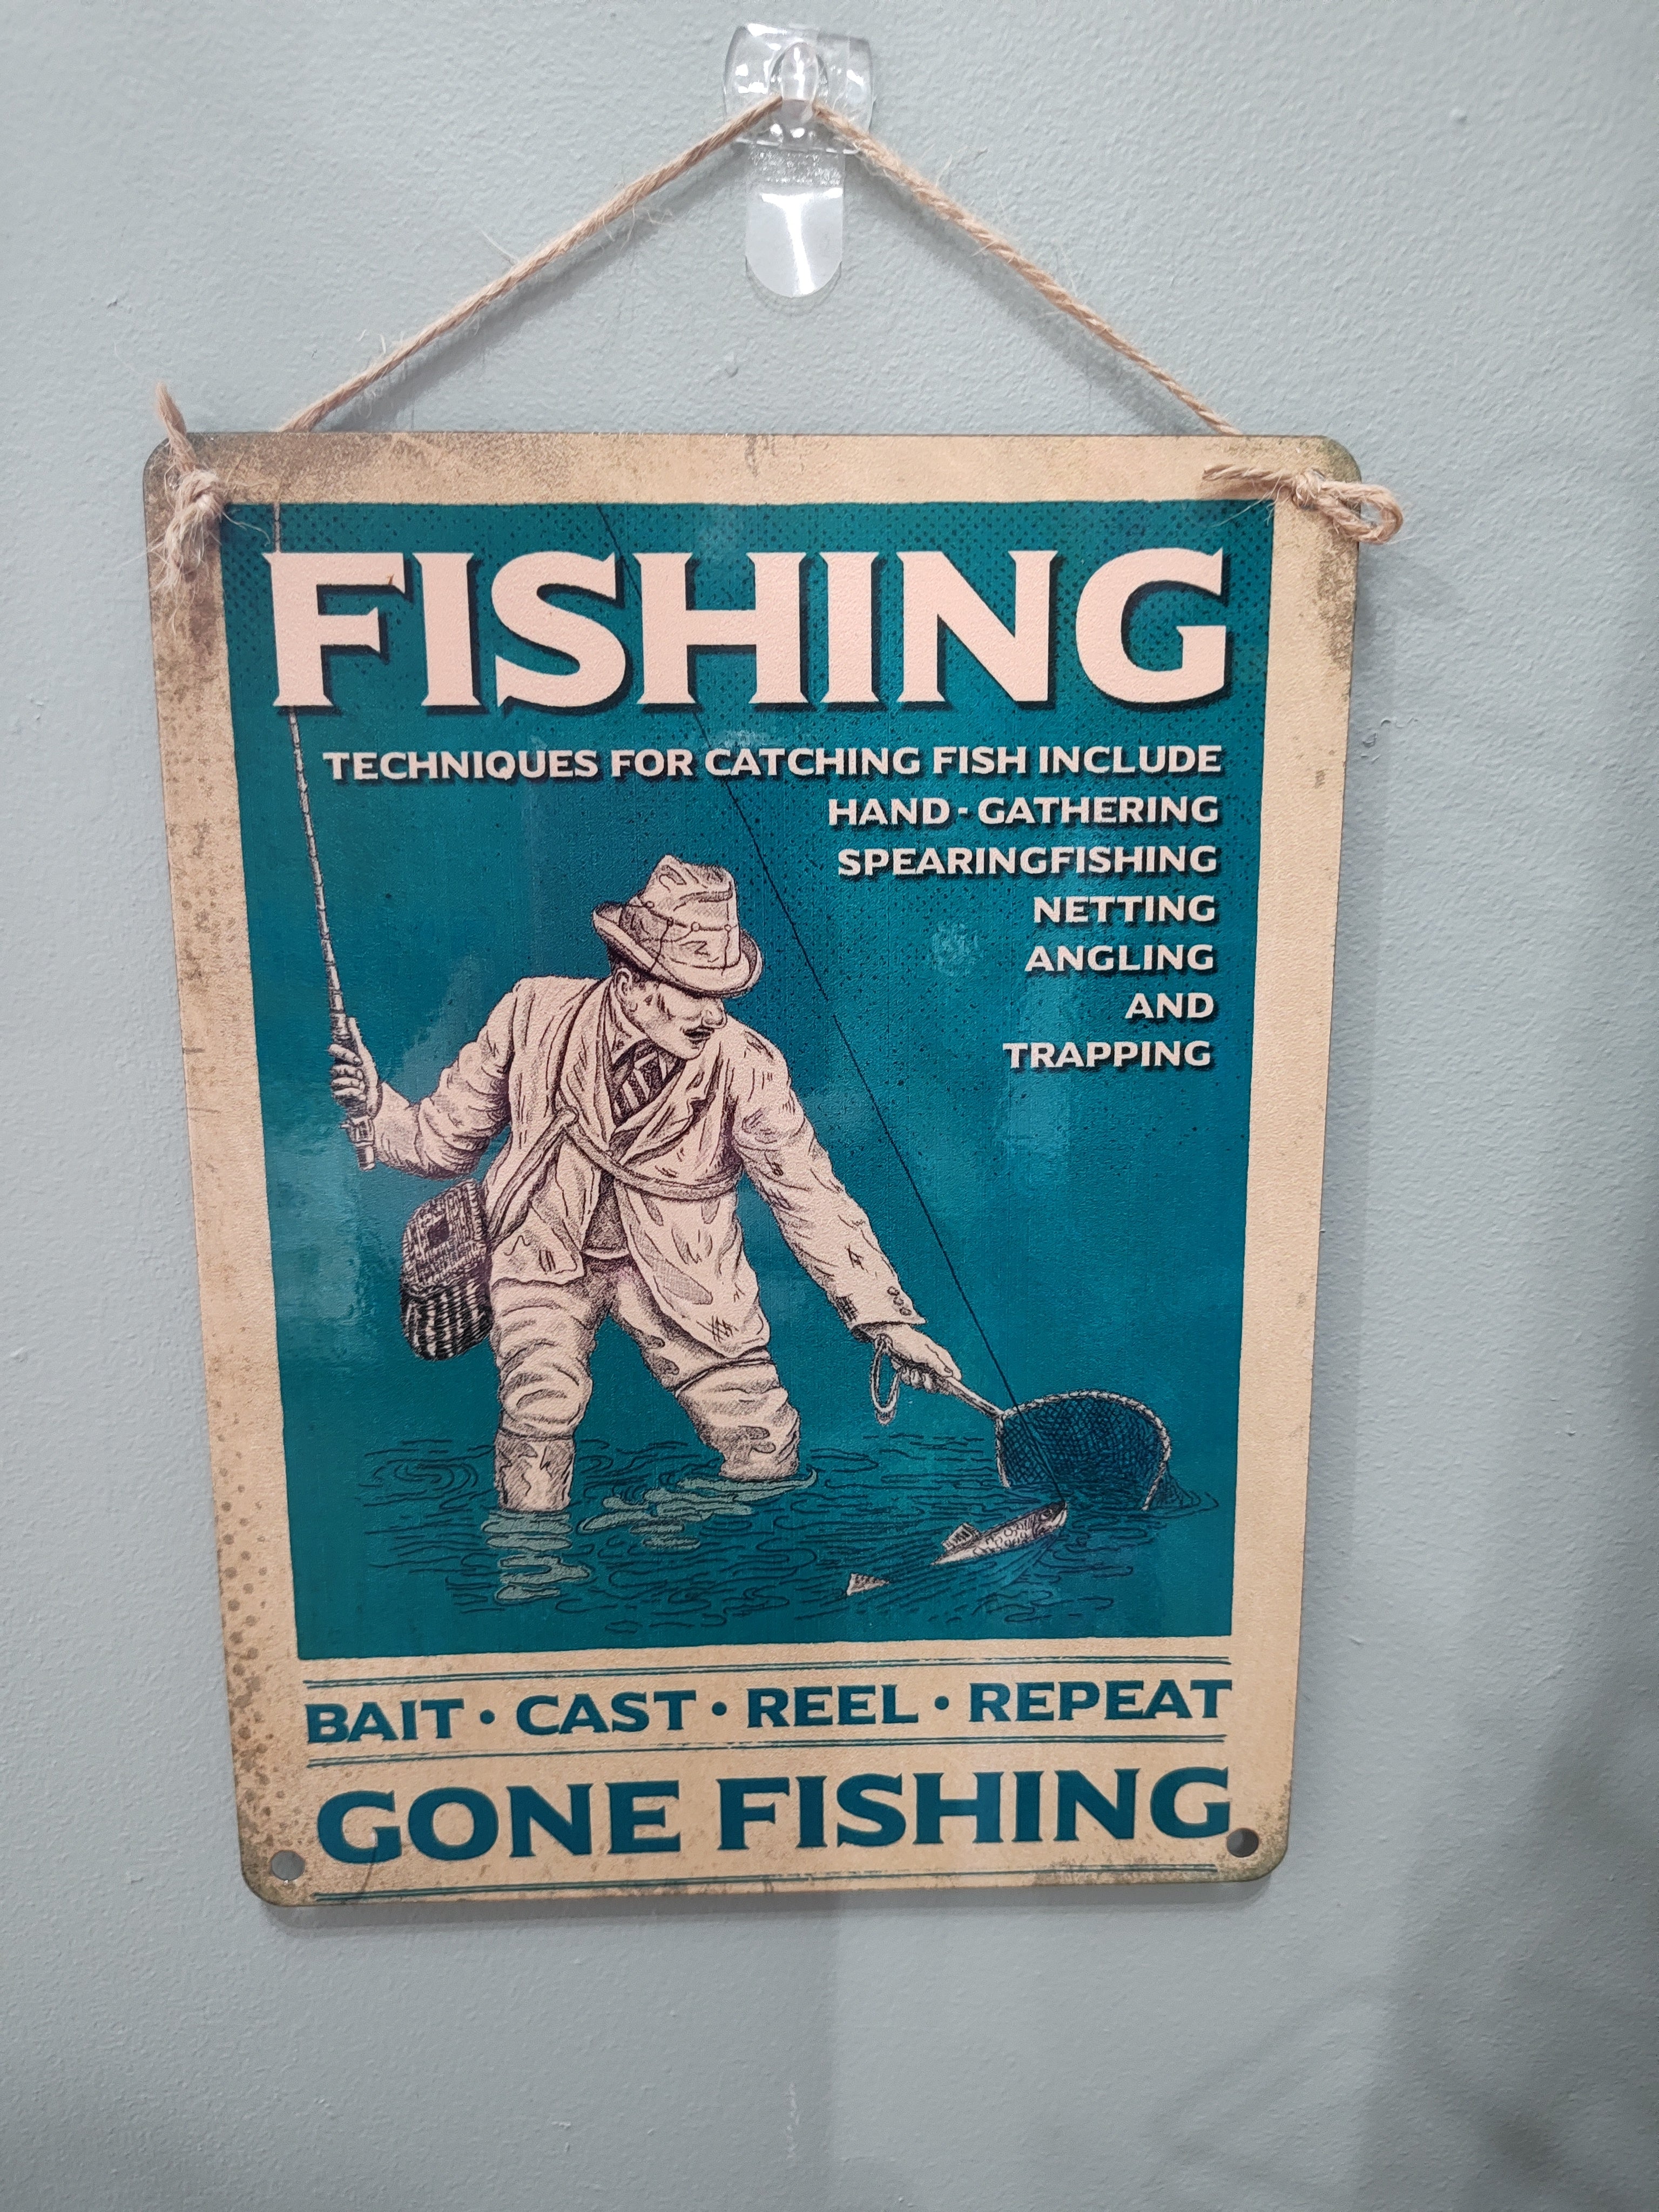 FISHING
TECHNIQUES FOR CATCHING FISH INCLUDE
HAND - GATHERING
SPEARINGFISHING
NETTING
ANGLING
AND
TRAPPING
BAIT • CAST • REEL • REPEAT
GONE FISHING